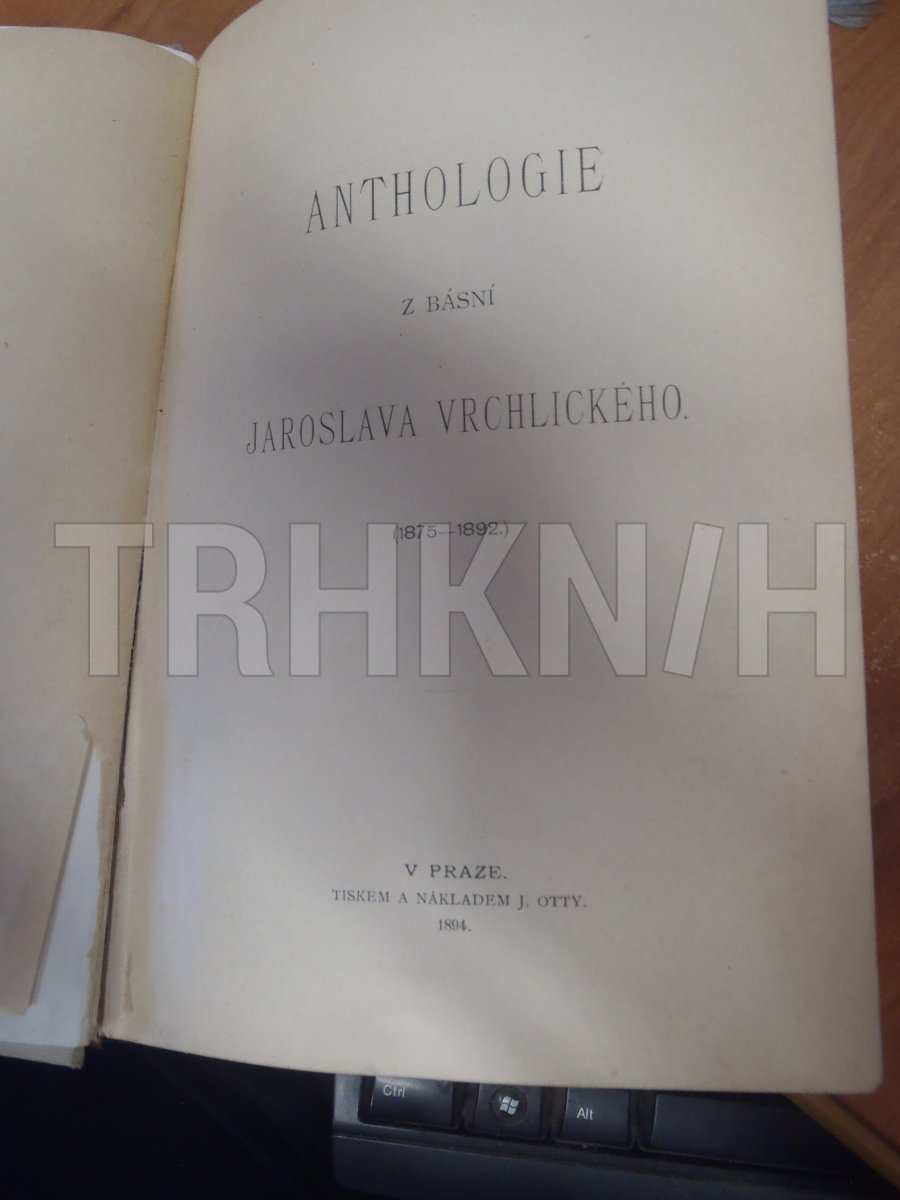 ANTHOLOGIE
Z BÁSNÍ
JAROSLAVA VRCHLICKÉHO.
(1875—1892.)
TRHKNIH
V PRAZE.
TISKEM A NÁKLADEM J. OTTY.
1894.
Ctrl
Alt